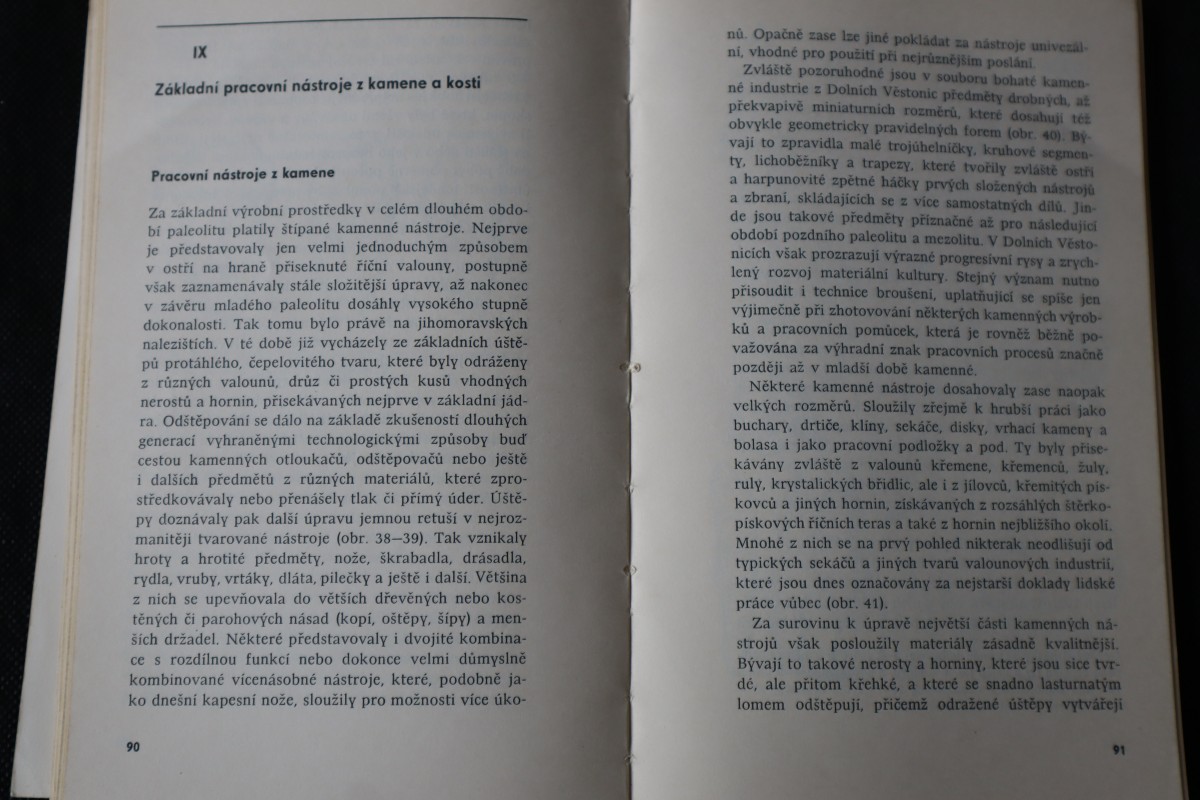 IX
Základní pracovní nástroje z kamene a kosti
Pracovní nástroje z kamene
Za základní výrobní prostředky v celém dlouhém obdo-
bí paleolitu platily štípané kamenné nástroje. Nejprve
je představovaly jen velmi jednoduchým způsobem
v ostří na hraně přiseknuté říční valouny, postupně
však zaznamenávaly stále složitější úpravy, až nakonec
v závěru mladého paleolitu dosáhly vysokého stupně
dokonalosti. Tak tomu bylo právě na jihomoravských
nalezištích. V té době již vycházely ze základních úště-
pů protáhlého, čepelovitého tvaru, které byly odráženy
z různých valounů, drůz či prostých kusů vhodných
nerostů a hornin, přisekávaných nejprve v základní jád-
ra. Odštěpování se dálo na základě zkušeností dlouhých
generací vyhraněnými technologickými způsoby buď
cestou kamenných otloukačů, odštěpovačů nebo ještě
i dalších předmětů z různých materiálů, které zpro-
středkovávaly nebo přenášely tlak či přímý úder. Úště-
py doznávaly pak další úpravu jemnou retuší v nejroz-
manitěji tvarované nástroje (obr. 38—39). Tak vznikaly
hroty a hrotité předměty, nože, škrabadla, drásadla,
rydla, vruby, vrtáky, dláta, pilečky a ještě i další. Většina
z nich se upevňovala do větších dřevěných nebo kos-
těných či parohových násad (kopí, oštěpy, šípy) a men-
ších držadel. Některé představovaly i dvojité kombina-
ce s rozdílnou funkcí nebo dokonce velmi důmyslně
kombinované vícenásobné nástroje, které, podobně ja-
ko dnešní kapesní nože, sloužily pro možnosti více úko-
90
nů. Opačně zase lze jiné pokládat za nástroje univezál-
ní, vhodné pro použití při nejrůznějším poslání.
Zvláště pozoruhodné jsou v souboru bohaté kamen-
né industrie z Dolních Věstonic předměty drobných, až
překvapivě miniaturních rozměrů, které dosahují též
obvykle geometricky pravidelných forem (obr. 40). Bý-
vají to zpravidla malé trojúhelníčky, kruhové segmen-
ty, lichoběžníky a trapezy, které tvořily zvláště ostří
a harpunovité zpětné háčky prvých složených nástrojů
a zbraní, skládajících se z více samostatných dílů. Jin-
de jsou takové předměty příznačné až pro následující
období pozdního paleolitu a mezolitu. V Dolních Věsto-
nicích však prozrazují výrazné progresivní rysy a zrych-
lený rozvoj materiální kultury. Stejný význam nutno
přisoudit i technice broušení, uplatňující se spíše jen
výjimečně při zhotovování některých kamenných výrob-
ků a pracovních pomůcek, která je rovněž běžně po-
važována za výhradní znak pracovních procesů značně
později až v mladší době kamenné.
Některé kamenné nástroje dosahovaly zase naopak
velkých rozměrů. Sloužily zřejmě k hrubší práci jako
buchary, drtiče, klíny, sekáče, disky, vrhací kameny a
bolasa i jako pracovní podložky a pod. Ty byly přise-
kávány zvláště z valounů křemene, křemenců, žuly,
ruly, krystalických břidlic, ale i z jílovců, křemitých pís-
kovců a jiných hornin, získávaných z rozsáhlých štěrko-
pískových říčních teras a také z hornin nejbližšího okolí.
Mnohé z nich se na prvý pohled nikterak neodlišují od
typických sekáčů a jiných tvarů valounových industrií,
které jsou dnes označovány za nejstarší doklady lidské
práce vůbec (obr. 41).
Za surovinu k úpravě největší části kamenných ná-
strojů však posloužily materiály zásadně kvalitnější.
Bývají to takové nerosty a horniny, které jsou sice tvr-
dé, ale přitom křehké, a které se snadno lasturnatým
lomem odštěpují, přičemž odražené úštěpy vytvářejí
91